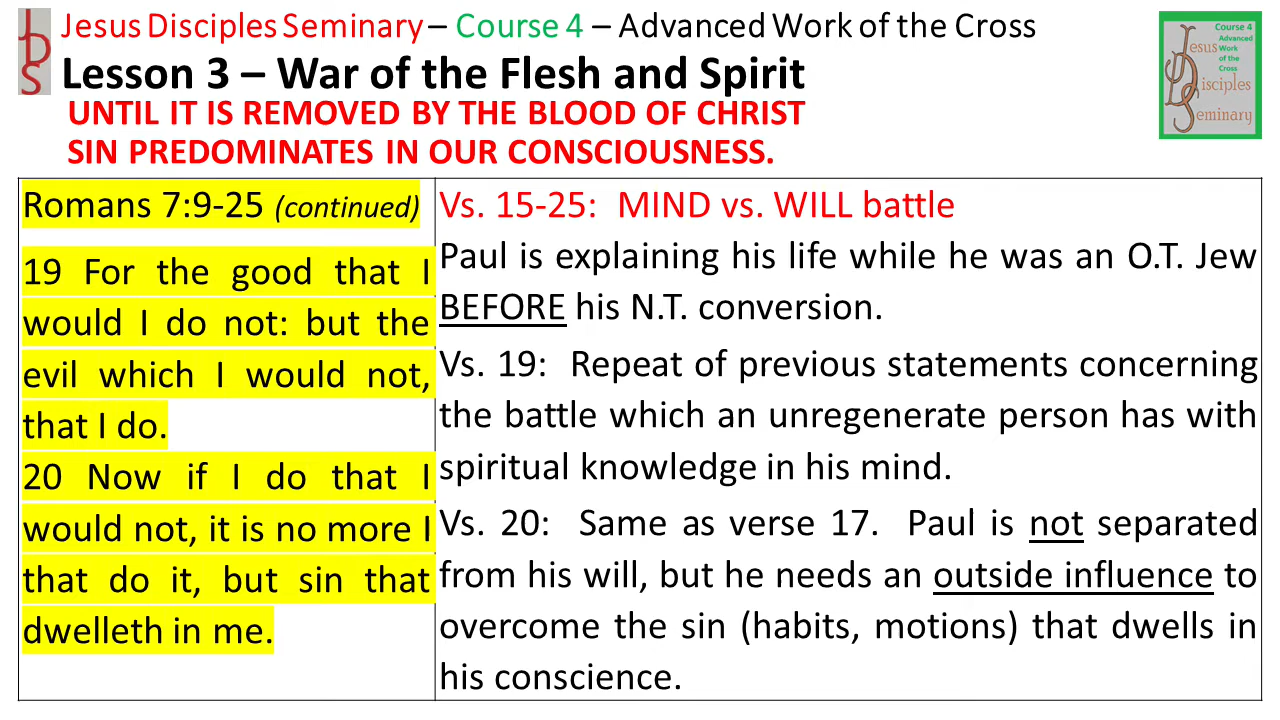 JDS
Jesus Disciples Seminary – Course 4 – Advanced Work of the Cross
Lesson 3 – War of the Flesh and Spirit
UNTIL IT IS REMOVED BY THE BLOOD OF CHRIST
SIN PREDOMINATES IN OUR CONSCIOUSNESS.
Course 4
Advanced
Work
of the
Cross
Jesus
Disciples
Seminary
Romans 7:9-25 (continued)
19 For the good that I
would I do not: but the
evil which I would not,
that I do.
20 Now if I do that I
would not, it is no more I
that do it, but sin that
dwelleth in me.
Vs. 15-25: MIND vs. WILL battle
Paul is explaining his life while he was an O.T. Jew
BEFORE his N.T. conversion.
Vs. 19: Repeat of previous statements concerning
the battle which an unregenerate person has with
spiritual knowledge in his mind.
Vs. 20: Same as verse 17. Paul is not separated
from his will, but he needs an outside influence to
overcome the sin (habits, motions) that dwells in
his conscience.